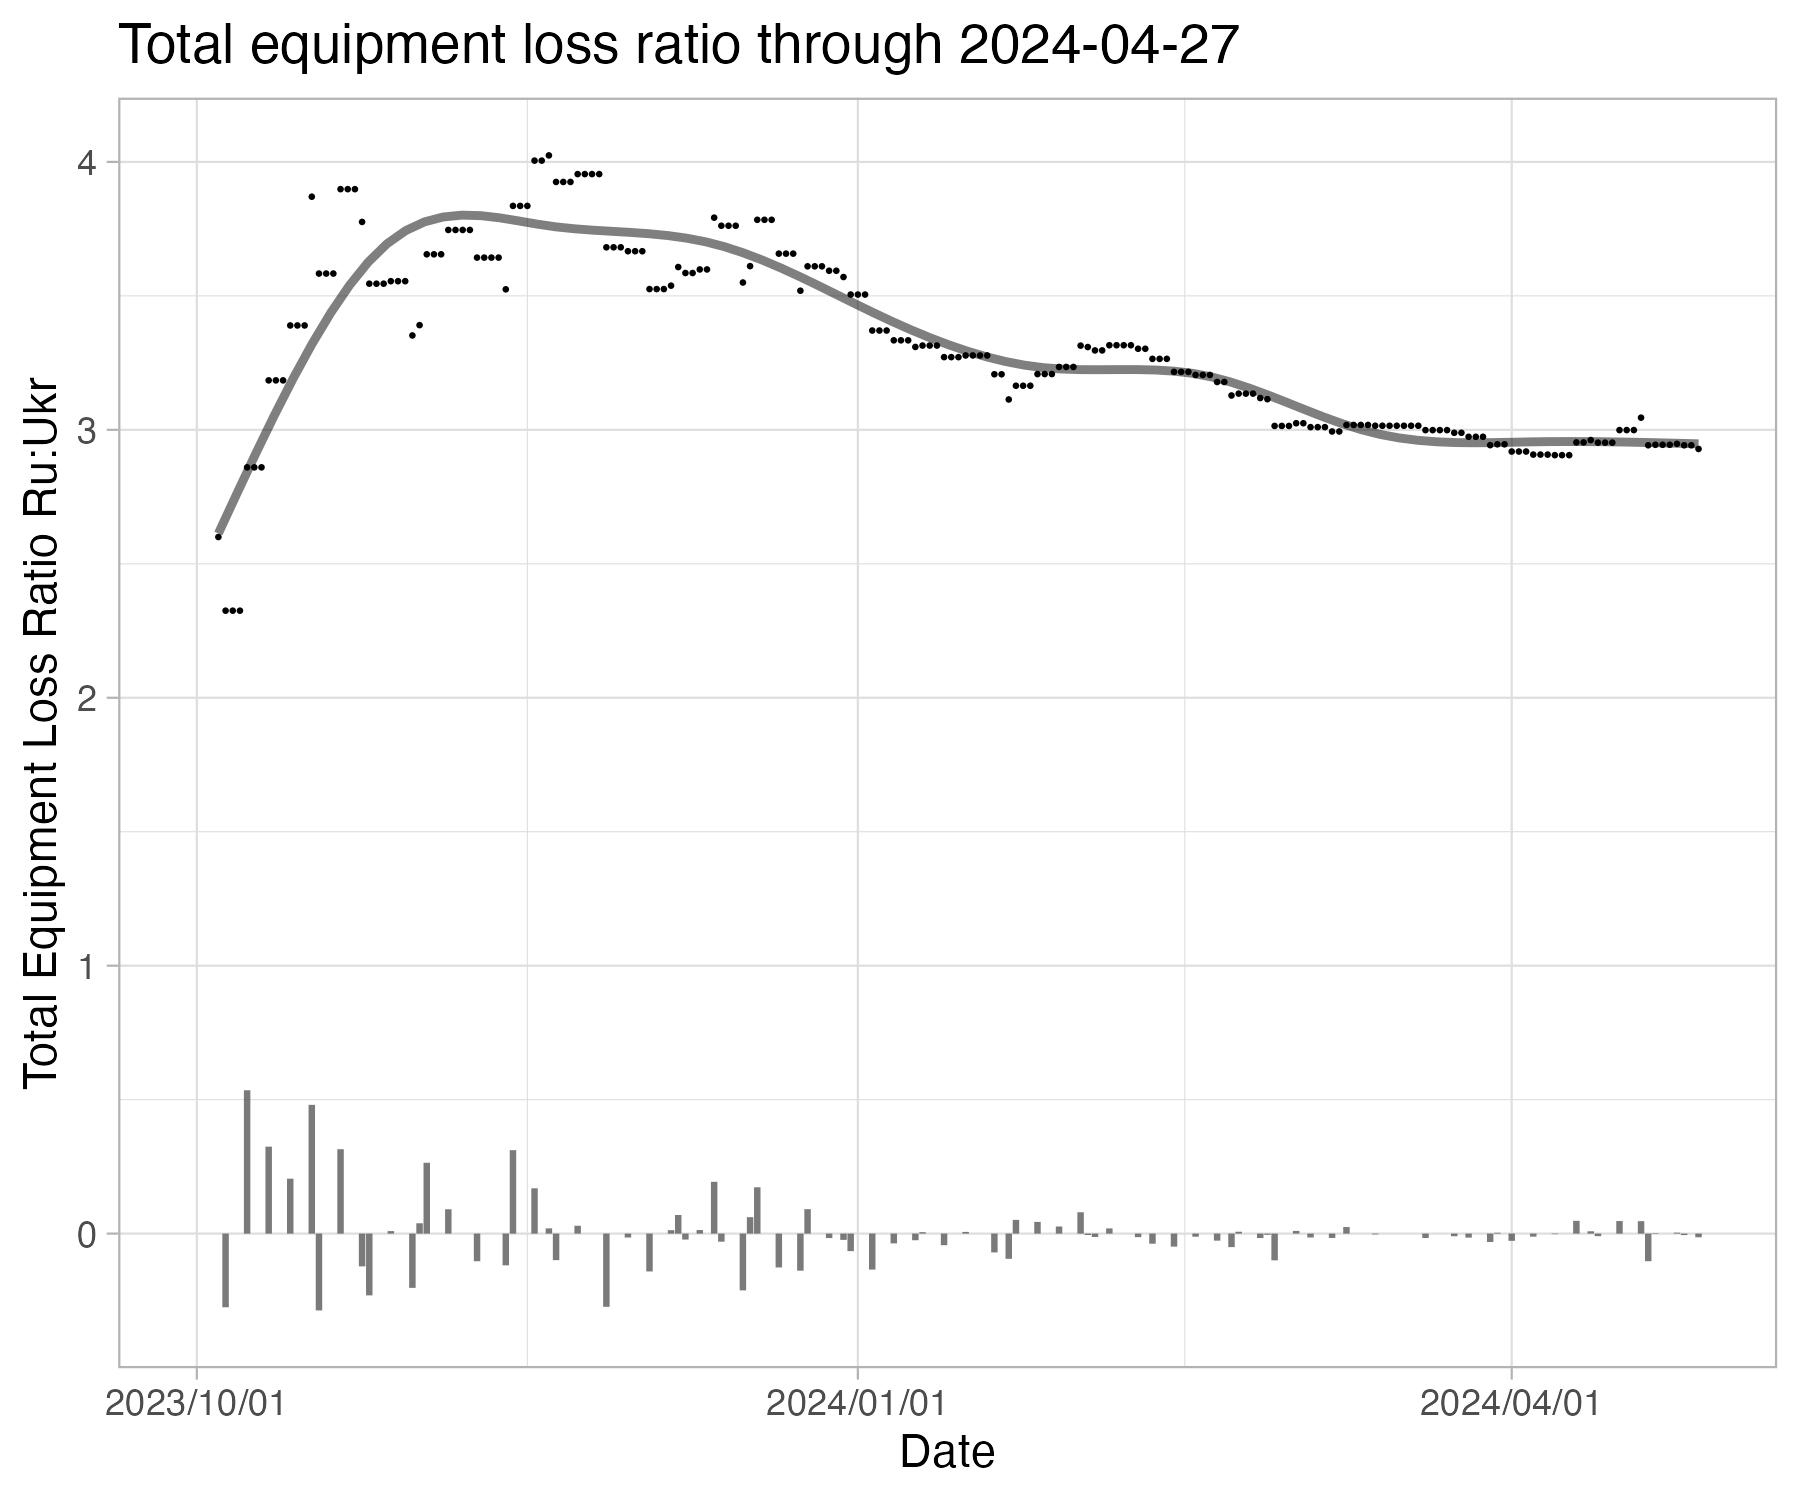 Total equipment loss ratio through 2024-04-27
Total Equipment Loss Ratio Ru:Ukr
4
3
2
1
0
2023/10/01
2024/01/01
2024/04/01
Date